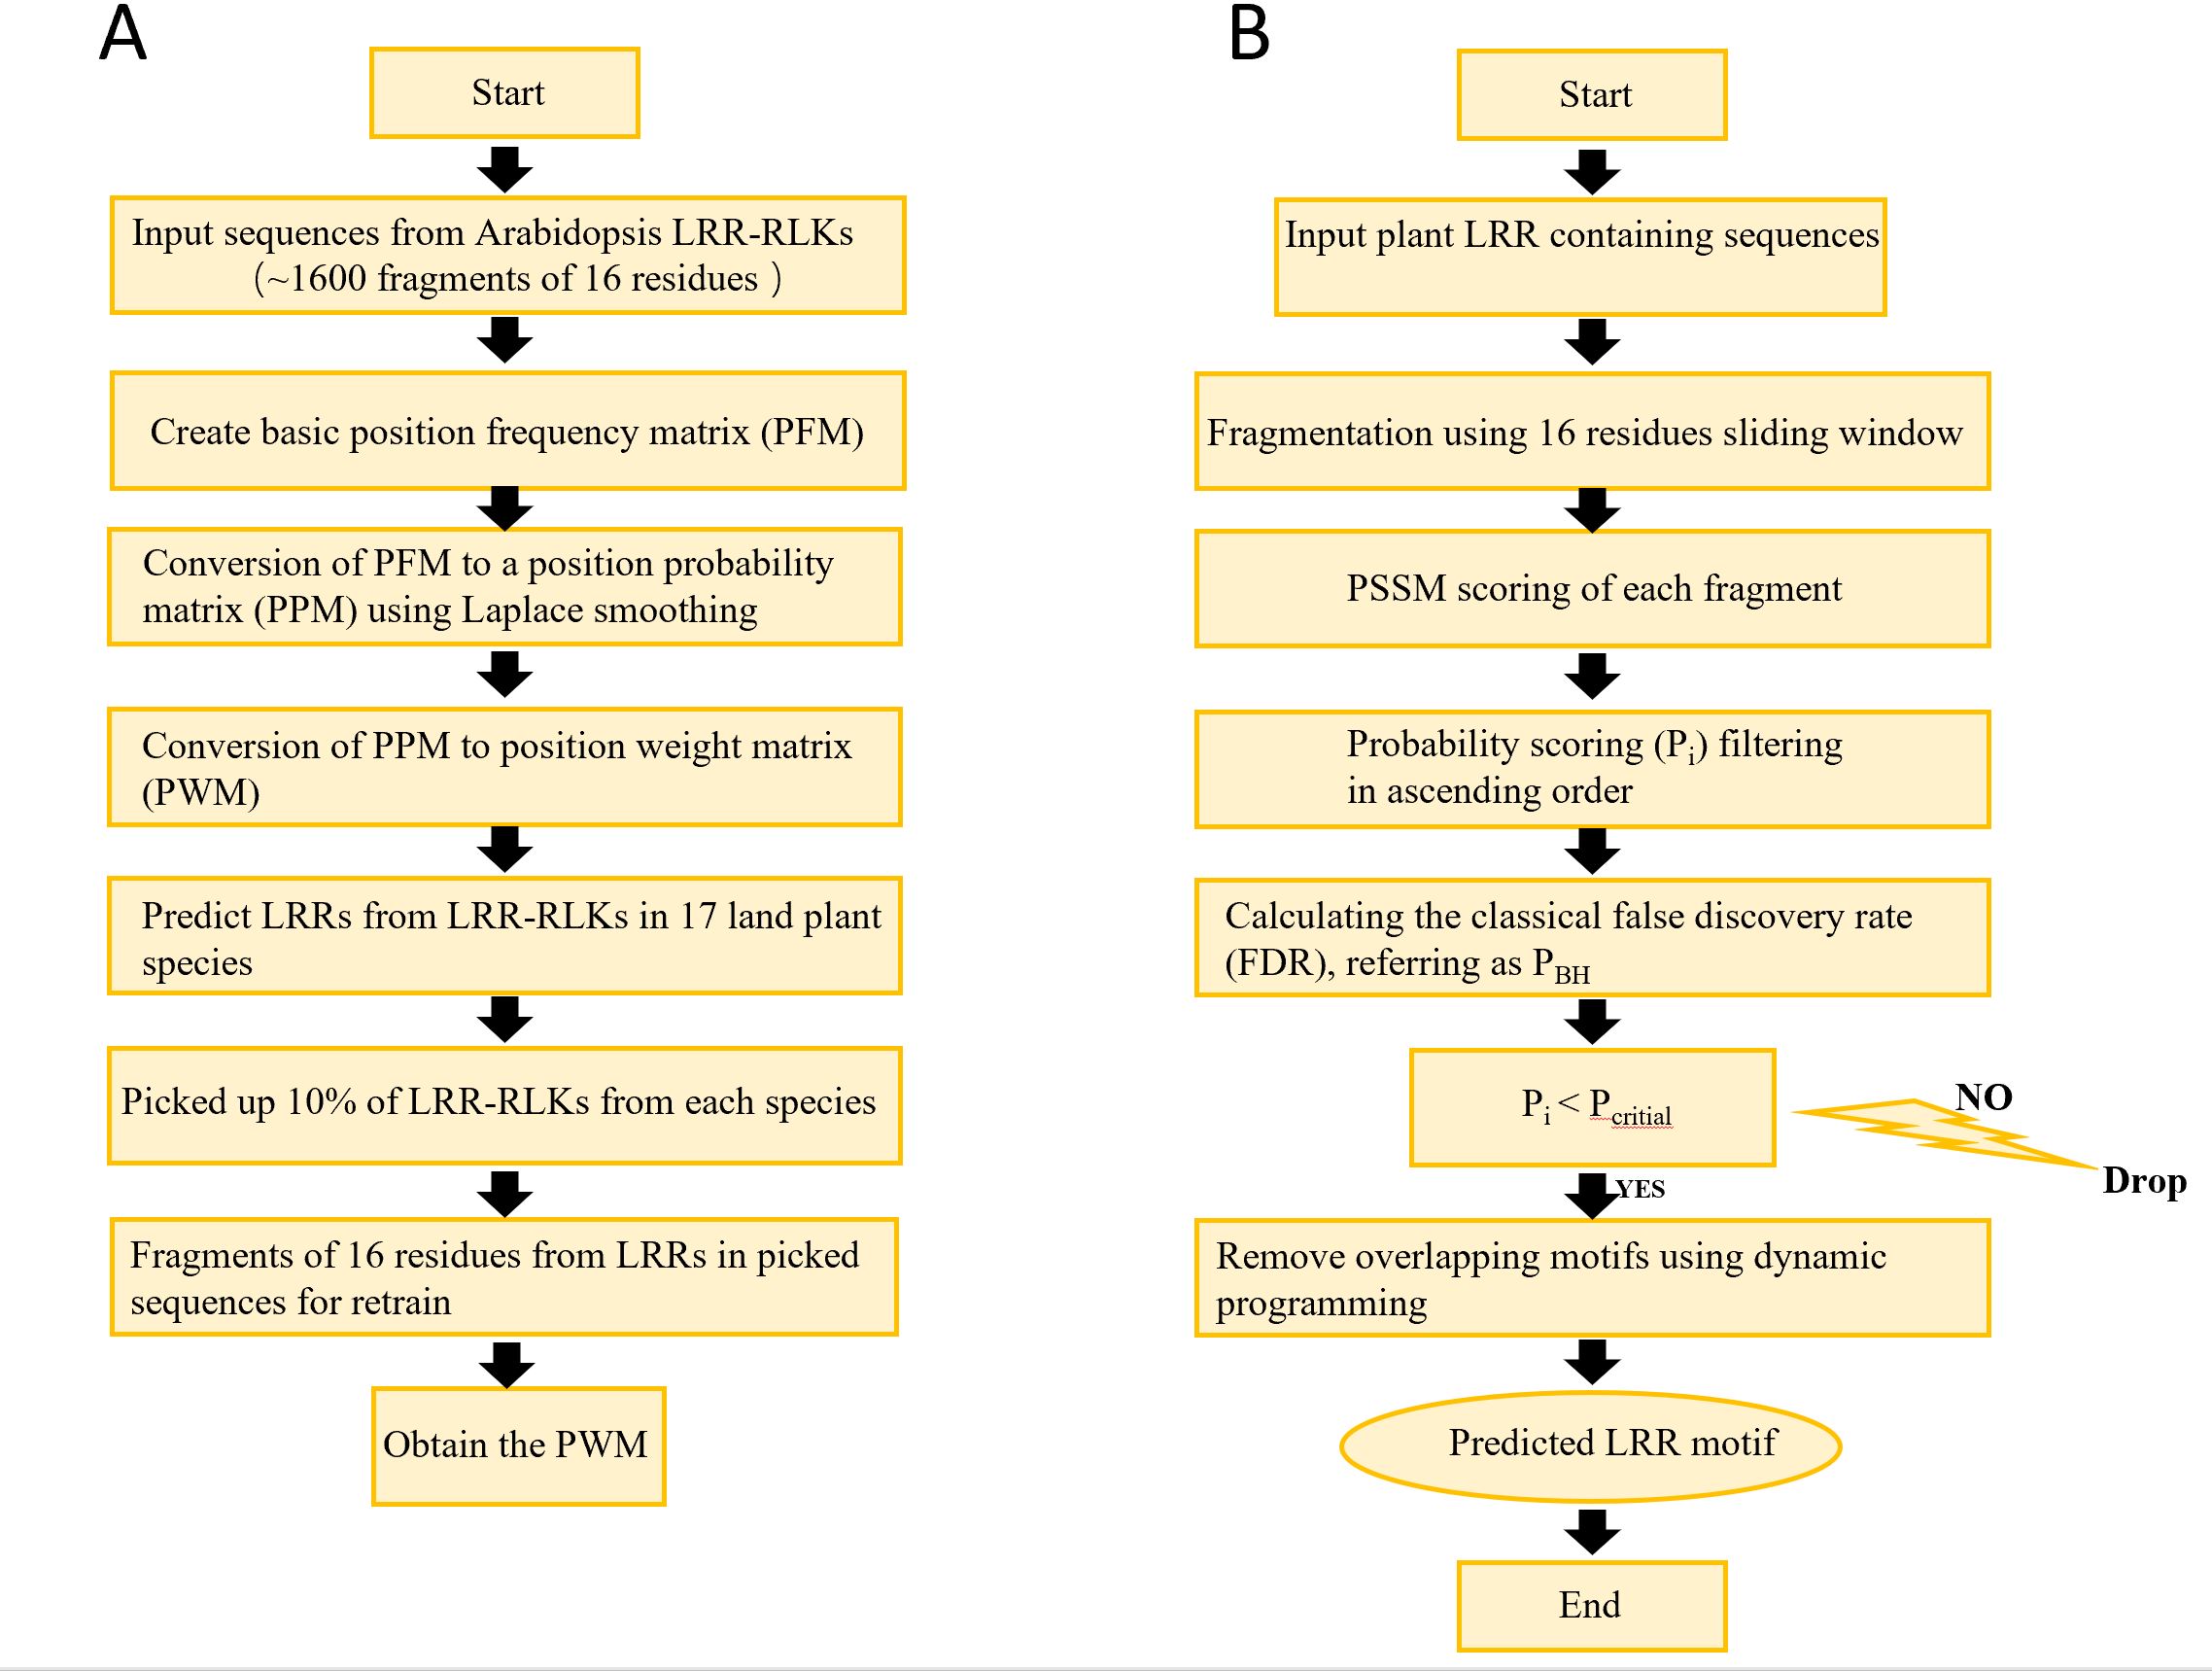 A
Start
Input sequences from Arabidopsis LRR-RLKs
(~1600 fragments of 16 residues )
Create basic position frequency matrix (PFM)
Conversion of PFM to a position probability
matrix (PPM) using Laplace smoothing
Conversion of PPM to position weight matrix
(PWM)
Predict LRRs from LRR-RLKs in 17 land plant
species
Picked up 10% of LRR-RLKs from each species
Fragments of 16 residues from LRRs in picked
sequences for retrain
Obtain the PWM
B
Start
Input plant LRR containing sequences
Fragmentation using 16 residues sliding window
PSSM scoring of each fragment
Probability scoring (Pi) filtering
in ascending order
Calculating the classical false discovery rate
(FDR), referring as PBH
Pi < Pcritial
NO
Drop
YES
Remove overlapping motifs using dynamic
programming
Predicted LRR motif
End